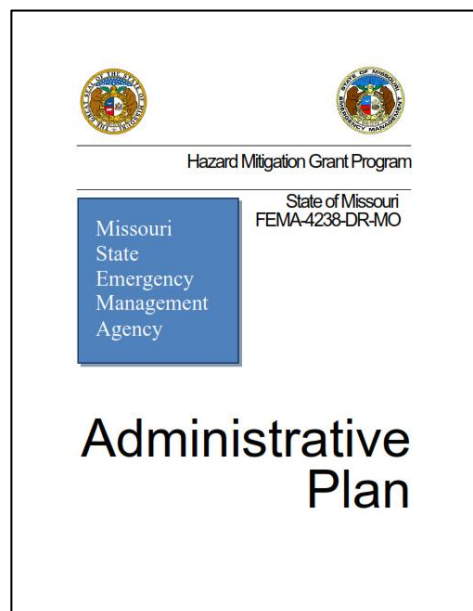 Hazard Mitigation Grant Program
State of Missouri
FEMA-4238-DR-MO
Missouri
State
Emergency
Management
Agency
Administrative
Plan